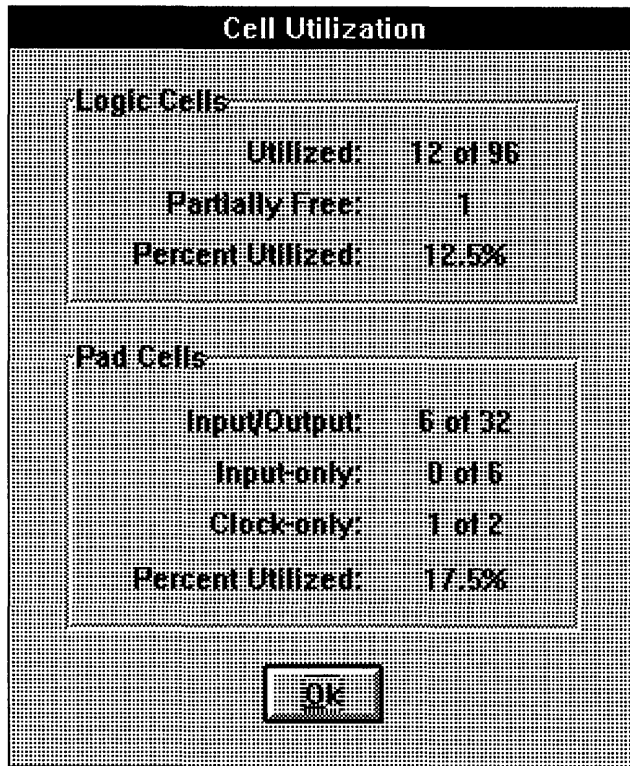 Cell Utilization
Logic Cells
Utilized: 12 of 96
Partially Free: 1
Percent Utilized: 12.5%
Pad Cells
Input/Output: 6 of 32
Input-only: 0 of 6
Clock-only: 1 of 2
Percent Utilized: 17.5%
Ok